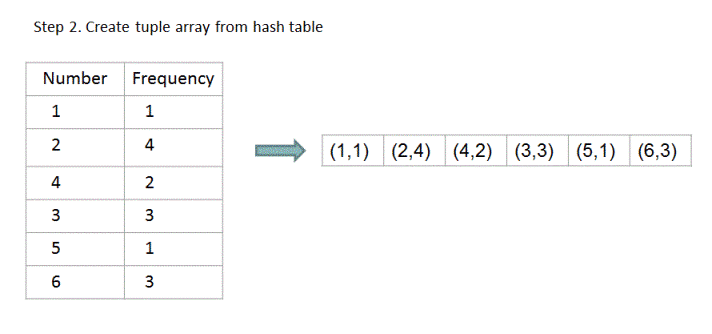 Step 2. Create tuple array from hash table
Number Frequency
1 1
2 4
4 2
3 3
5 1
6 3
(1,1) (2,4) (4,2) (3,3) (5,1) (6,3)